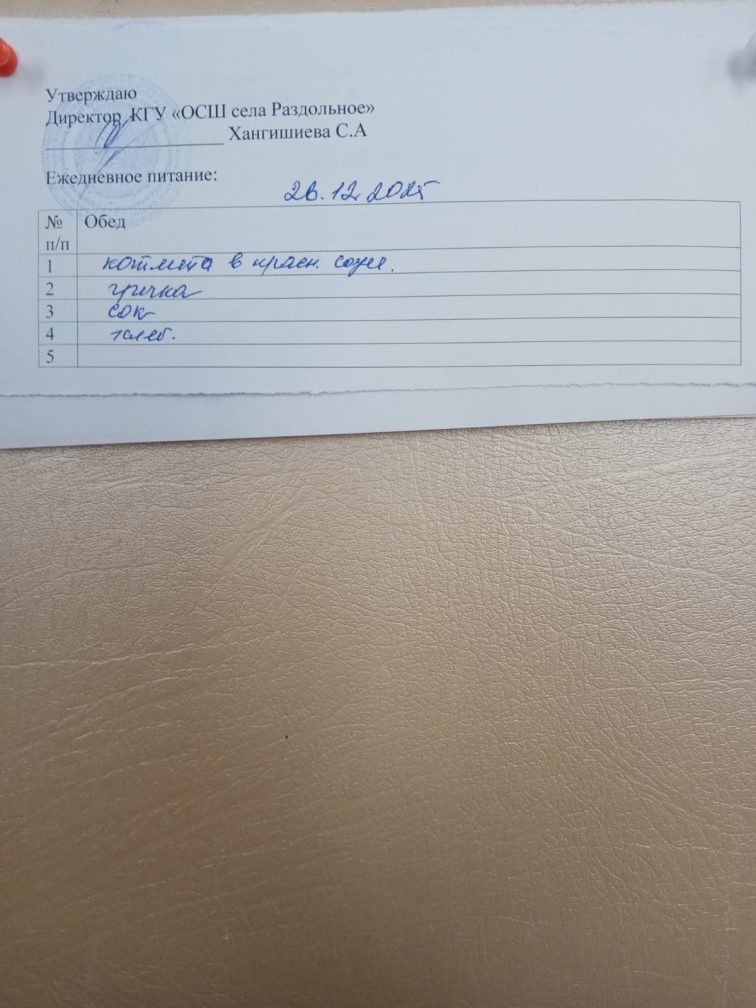 Утверждаю
Директор КГУ «ОСШ села Раздольное»
Хангишиева С.А
Ежедневное питание:
26.12.2025
№ п/п Обед
1 котлета в красн. соусе.
2 гречка
3 сок
4 хлеб.
5